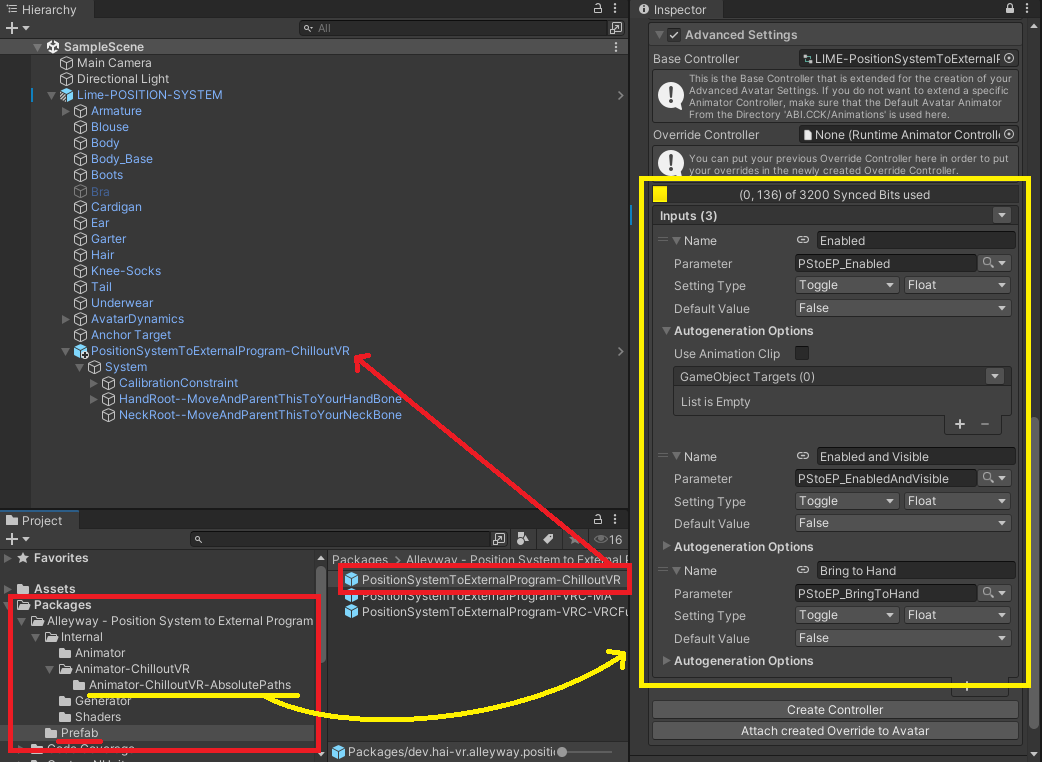 Hierarchy
All
SampleScene
Main Camera
Directional Light
Lime-POSITION-SYSTEM
Armature
Blouse
Body
Body_Base
Boots
Bra
Cardigan
Ear
Garter
Hair
Knee-Socks
Tail
Underwear
AvatarDynamics
Anchor Target
PositionSystemToExternalProgram-ChilloutVR
System
CalibrationConstraint
HandRoot--MoveAndParentThisToYourHandBone
NeckRoot--MoveAndParentThisToYourNeckBone
Project
16
Favorites
Assets
Packages
Alleyway - Position System to External Program
Internal
Animator
Animator-ChilloutVR
Animator-ChilloutVR-AbsolutePaths
Generator
Shaders
Prefab
Code Coverage
Packages > Alleyway - Position System to External
PositionSystemToExternalProgram-ChilloutVR
PositionSystemToExternalProgram-VRC-MA
PositionSystemToExternalProgram-VRC-VRCFu
Packages/dev.hai-vr.alleyway.positi
Inspector
Advanced Settings
Base Controller
LIME-PositionSystemToExternalF
This is the Base Controller that is extended for the creation of your
Advanced Avatar Settings. If you do not want to extend a specific
Animator Controller, make sure that the Default Avatar Animator
From the Directory 'ABI.CCK/Animations' is used here.
Override Controller
None (Runtime Animator Controlle
You can put your previous Override Controller here in order to put
your overrides in the newly created Override Controller.
(0, 136) of 3200 Synced Bits used
Inputs (3)
Name Enabled
Parameter PStoEP_Enabled
Setting Type Toggle Float
Default Value False
Autogeneration Options
Use Animation Clip
GameObject Targets (0)
List is Empty
+ −
Name Enabled and Visible
Parameter PStoEP_EnabledAndVisible
Setting Type Toggle Float
Default Value False
Autogeneration Options
Name Bring to Hand
Parameter PStoEP_BringToHand
Setting Type Toggle Float
Default Value False
Autogeneration Options
Create Controller
Attach created Override to Avatar